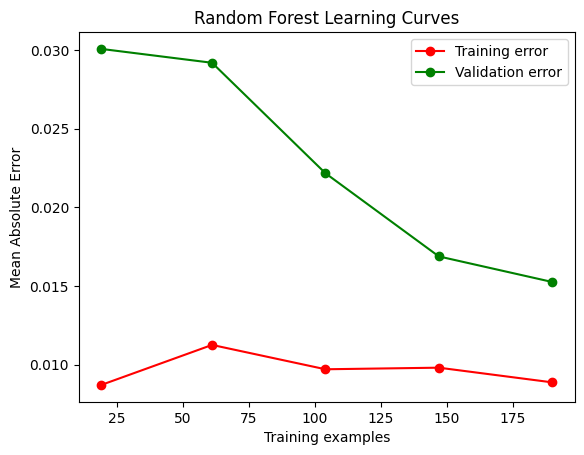 Random Forest Learning Curves
Training error
Validation error
Mean Absolute Error
0.030
0.025
0.020
0.015
0.010
25
50
75
100
125
150
175
Training examples